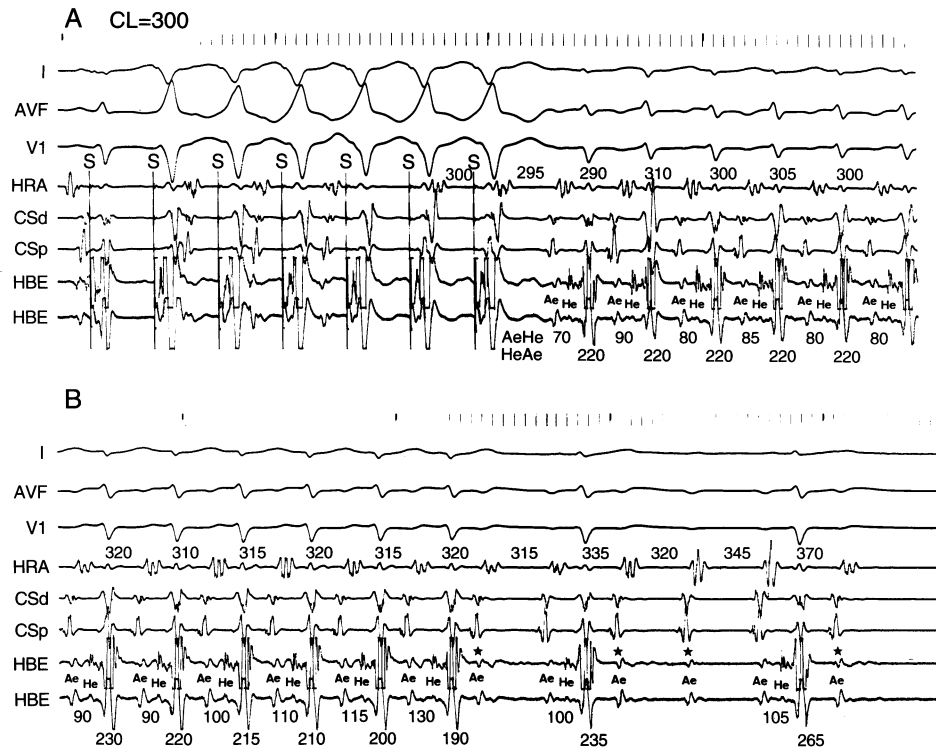 A CL=300
I
AVF
V1
S S S S S S S
HRA 300 295 290 310 300 305 300
CSd
CSp
HBE
Ae He Ae He Ae He Ae He Ae He Ae
HBE
AeHe 70 90 80 85 80 80
HeAe 220 220 220 220 220
B
I
AVF
V1
320 310 315 320 315 320 315 335 320 345 370
HRA
CSd
CSp
★ ★ ★ ★
HBE
Ae He Ae He Ae He Ae He Ae He Ae He Ae Ae He Ae Ae Ae He Ae
HBE
90 90 100 110 115 130 100 105
230 220 215 210 200 190 235 265